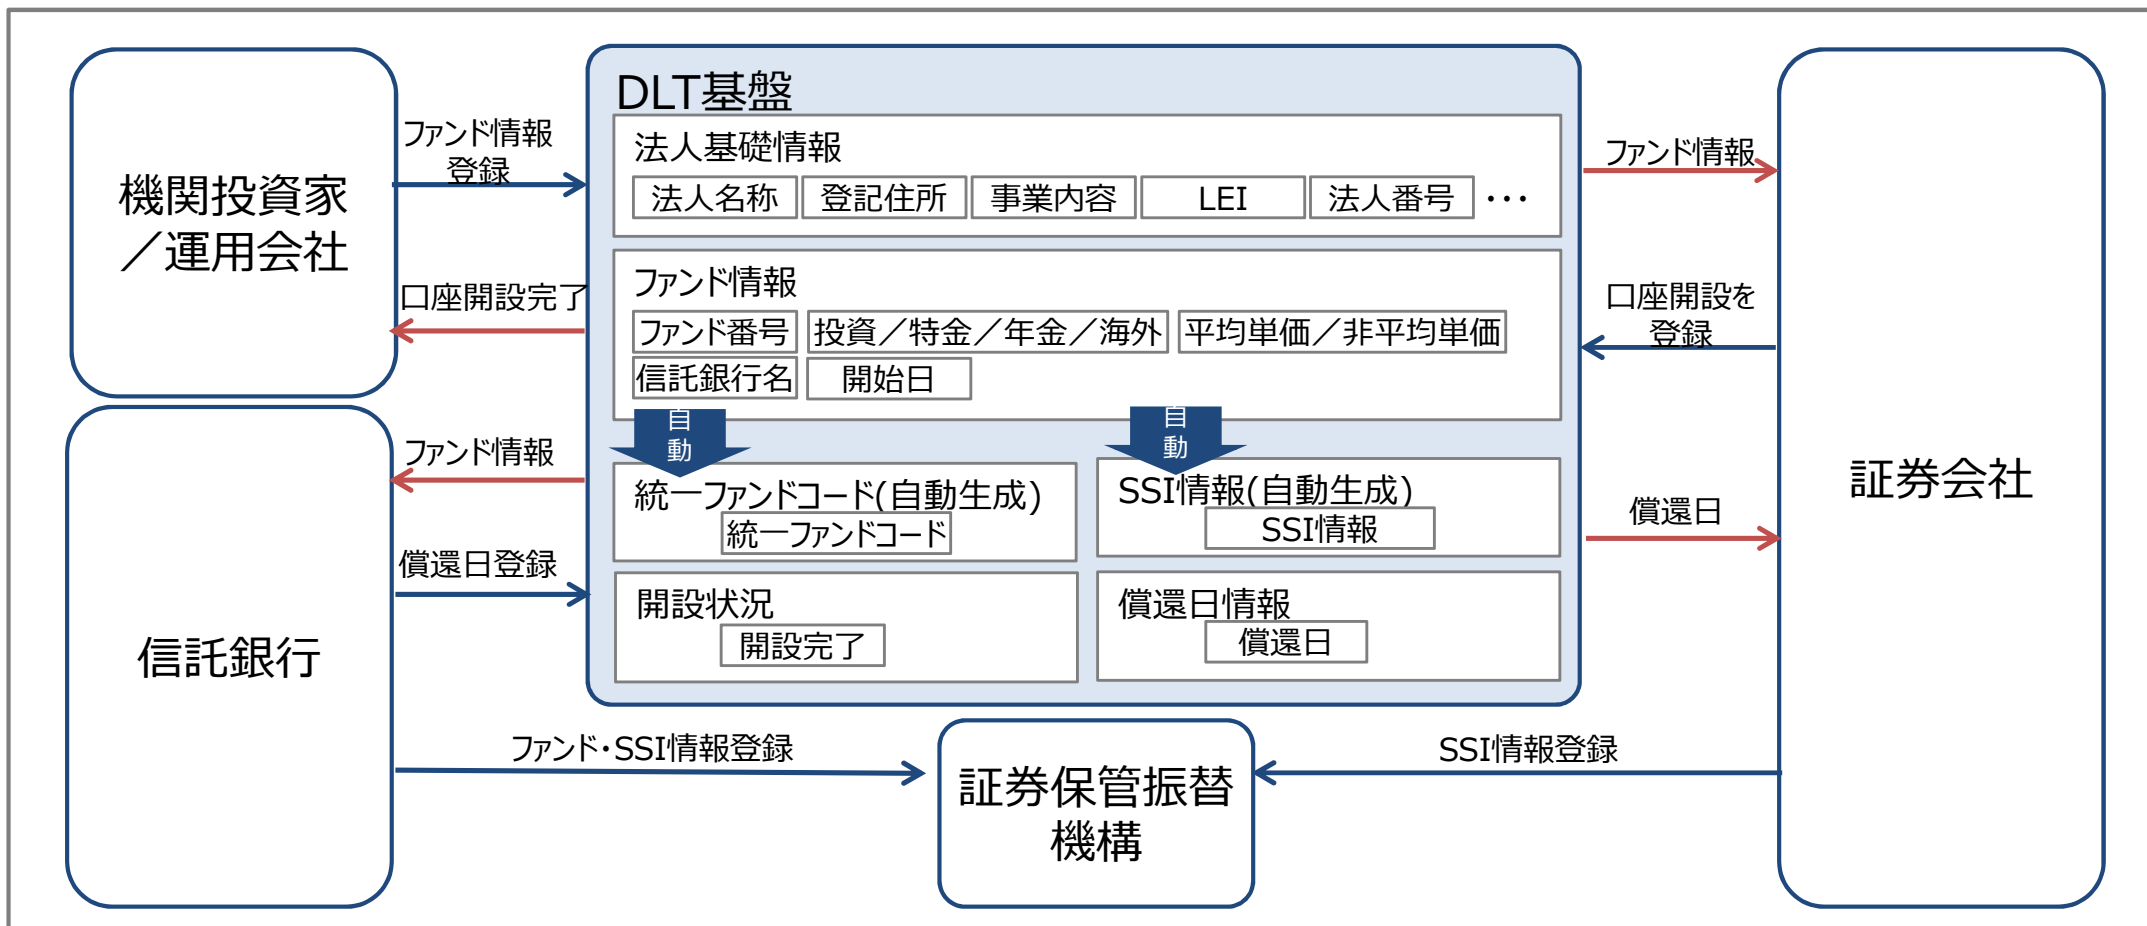 機関投資家
／運用会社
ファンド情報
登録
口座開設完了
信託銀行
ファンド情報
償還日登録
DLT基盤
法人基礎情報
法人名称 登記住所 事業内容 LEI 法人番号 ・・・
ファンド情報
ファンド番号 投資／特金／年金／海外 平均単価／非平均単価
信託銀行名 開始日
自
動
自
動
統一ファンドコード(自動生成)
統一ファンドコード
SSI情報(自動生成)
SSI情報
開設状況
開設完了
償還日情報
償還日
ファンド情報
口座開設を
登録
償還日
証券会社
ファンド・SSI情報登録
証券保管振替
機構
SSI情報登録